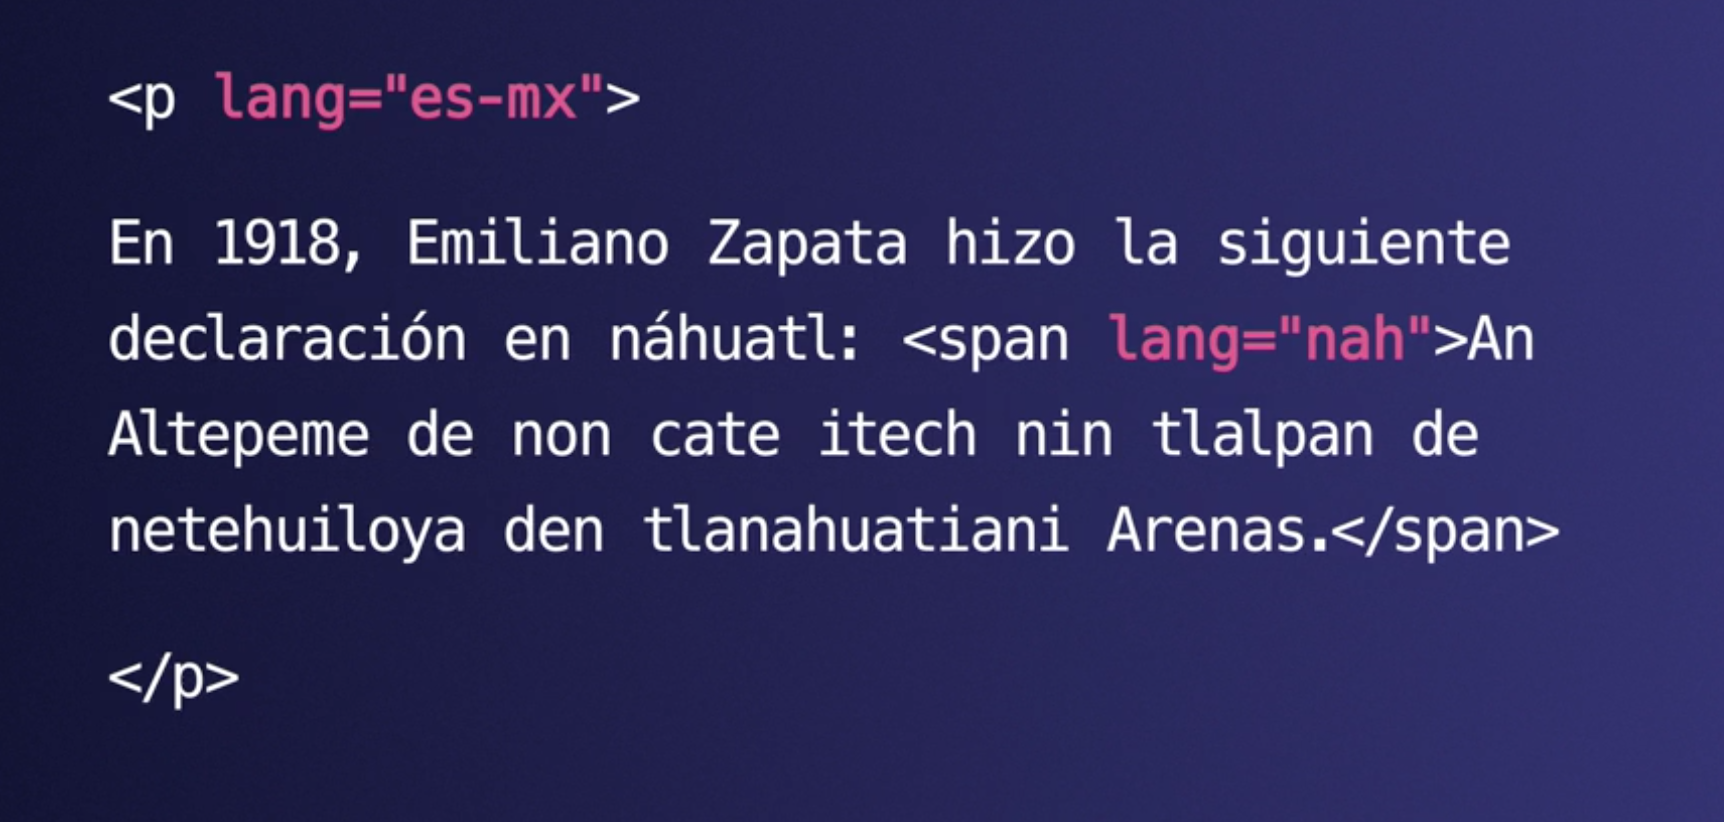 <p lang="es-mx">
En 1918, Emiliano Zapata hizo la siguiente
declaración en náhuatl: <span lang="nah">An
Altepeme de non cate itech nin tlalpan de
netehuiloya den tlanahuatiani Arenas.</span>
</p>